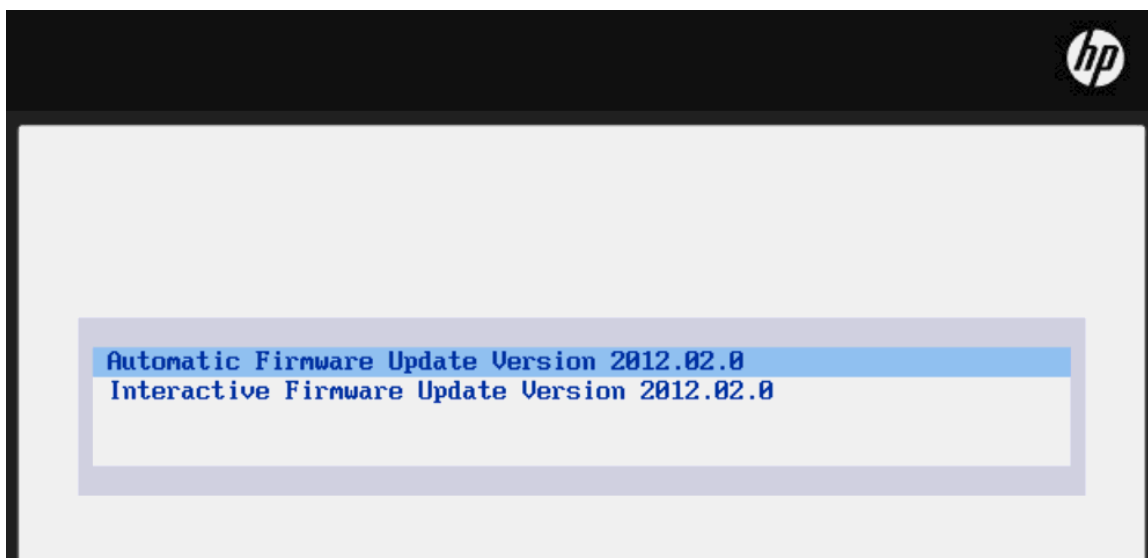 hp
Automatic Firmware Update Version 2012.02.0
Interactive Firmware Update Version 2012.02.0